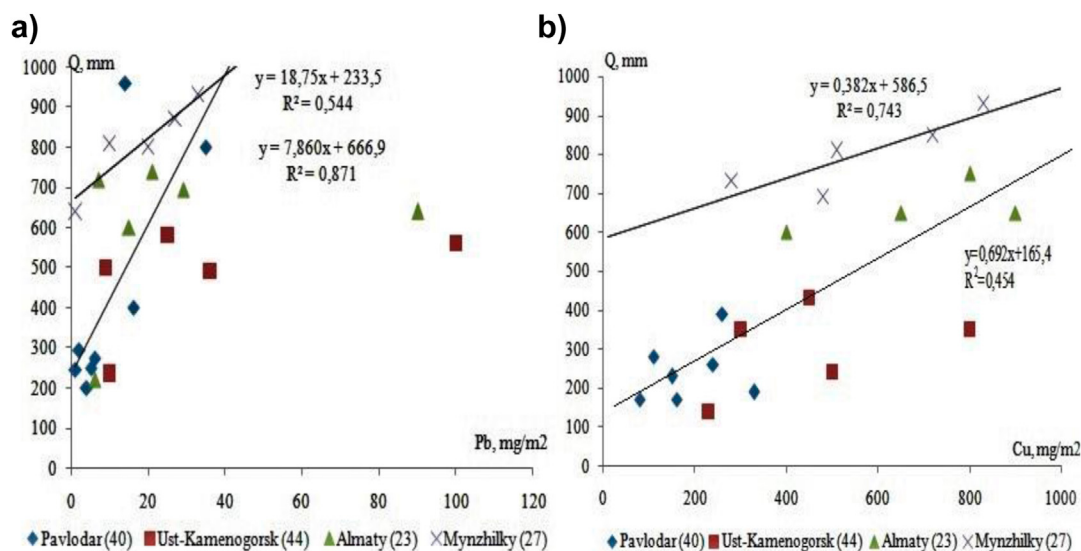 a)
Q, mm
1000
900
800
700
600
500
400
300
200
100
0
0 20 40 60 80 100 120
y = 18,75x + 233,5
R² = 0,544
y = 7,860x + 666,9
R² = 0,871
Pb, mg/m2
Pavlodar (40) Ust-Kamenogorsk (44) Almaty (23) Mynzhilky (27)
b)
Q, mm
1000
900
800
700
600
500
400
300
200
100
0
0 200 400 600 800 1000
y = 0,382x + 586,5
R² = 0,743
y=0,692x+165,4
R²=0,454
Cu, mg/m2
Pavlodar (40) Ust-Kamenogorsk (44) Almaty (23) Mynzhilky (27)